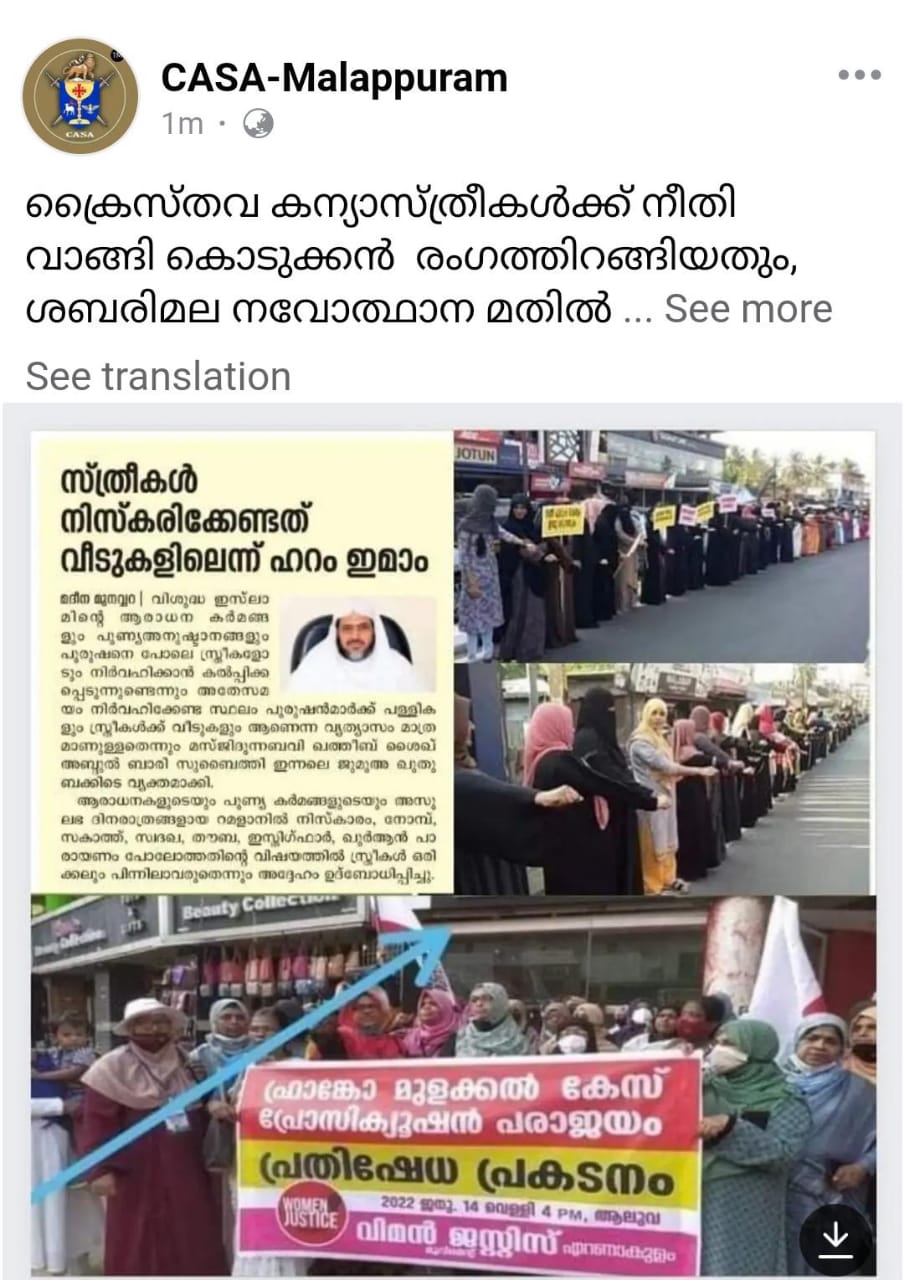 CASA
CASA-Malappuram
1m ·
ക്രൈസ്തവ കന്യാസ്ത്രീകൾക്ക് നീതി
വാങ്ങി കൊടുക്കൻ രംഗത്തിറങ്ങിയതും,
ശബരിമല നവോത്ഥാന മതിൽ ... See more
See translation
സ്ത്രീകൾ
നിസ്കരിക്കേണ്ടത്
വീടുകളിലെന്ന് ഹറം ഇമാം
മദീന മുനവ്വറ| വിശുദ്ധ ഇസ്‌ലാ
മിന്റെ ആരാധന കർമങ്ങ
ളും പുണ്യഅനുഷ്ഠാനങ്ങളും
പുരുഷനെ പോലെ സ്ത്രീകളോ
ടും നിർവഹിക്കാൻ കൽപ്പിക്ക
പ്പെടുന്നുണ്ടെന്നും അതേസമ
യം നിർവഹിക്കേണ്ട സ്ഥലം പുരുഷൻമാർക്ക് പള്ളിക
ളും സ്ത്രീകൾക്ക് വീടുകളും ആണെന്ന വ്യത്യാസം മാത്ര
മാണുള്ളതെന്നും മസ്ജിദുന്നബവി ഖത്തീബ് ശൈഖ്
അബ്ദുൽ ബാരി സുബൈത്തി ഇന്നലെ ജുമുഅ ഖുതു
ബക്കിടെ വ്യക്തമാക്കി.
ആരാധനകളുടെയും പുണ്യ കർമങ്ങളുടെയും അസു
ലഭ ദിനരാത്രങ്ങളായ റമളാനിൽ നിസ്കാരം, നോമ്പ്,
സകാത്ത്, സ്വദഖ, തൗബ, ഇസ്തിഗ്ഫാർ, ഖുർആൻ പാ
രായണം പോലോത്തതിന്റെ വിഷയത്തിൽ സ്ത്രീകൾ ഒരി
ക്കലും പിന്നിലാവരുതെന്നും അദ്ദേഹം ഉദ്ബോധിപ്പിച്ചു.
JOTUN
Beauty Collection
ഫ്രാങ്കോ മുളക്കൽ കേസ്
പ്രോസിക്യൂഷൻ പരാജയം
പ്രതിഷേധ പ്രകടനം
2022 ജനു. 14 വെള്ളി 4 PM, ആലുവ
WOMEN
JUSTICE
വിമൻ ജസ്റ്റിസ് എറണാകുളം